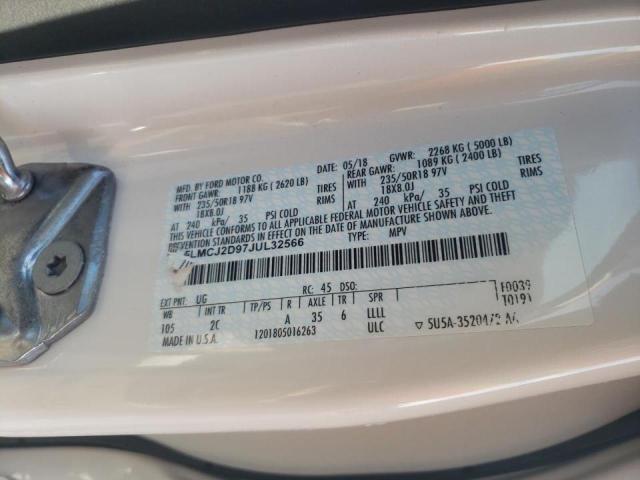 MFD. BY FORD MOTOR CO. 05/18 GVWR: 2268 KG ( 5000 LB)
FRONT GAWR: 1188 KG ( 2620 LB) REAR GAWR: 1089 KG ( 2400 LB)
WITH 235/50R18 97V TIRES WITH 235/50R18 97V TIRES
18X8.0J RIMS 18X8.0J RIMS
AT 240 kPa/ 35 PSI COLD AT 240 kPa/ 35 PSI COLD
THIS VEHICLE CONFORMS TO ALL APPLICABLE FEDERAL MOTOR VEHICLE SAFETY AND THEFT
PREVENTION STANDARDS IN EFFECT ON THE DATE OF MANUFACTURE SHOWN ABOVE.
5LMCJ2D97JUL32566 TYPE: MPV
EXT PNT: UG RC: 45 DSO:
WB INT TR TP/PS R AXLE TR SPR
105 2C A 35 6 LLLL
MADE IN U.S.A. 1201805016263 ULC